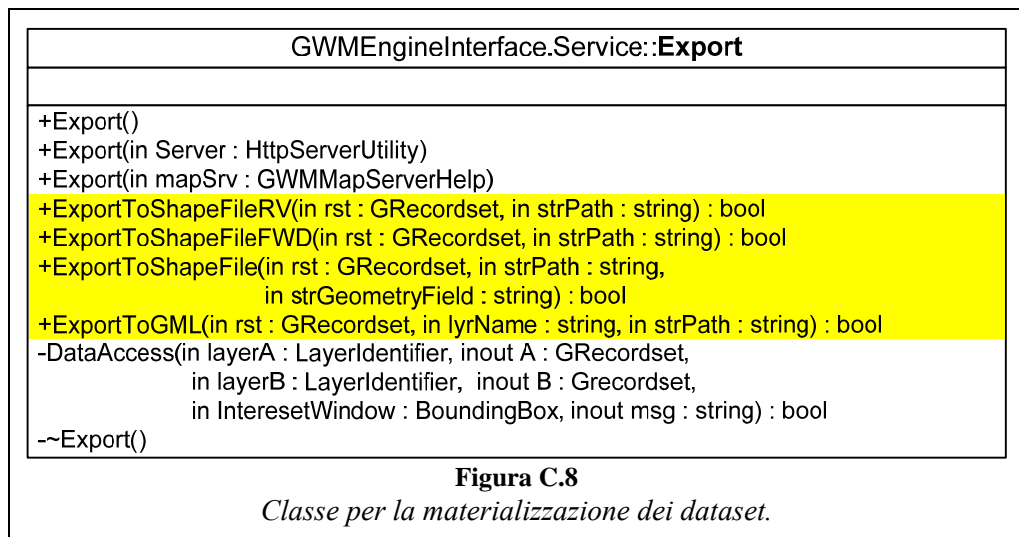 GWMEngineInterface.Service::Export
+Export()
+Export(in Server : HttpServerUtility)
+Export(in mapSrv : GWMMapServerHelp)
+ExportToShapeFileRV(in rst : GRecordset, in strPath : string) : bool
+ExportToShapeFileFWD(in rst : GRecordset, in strPath : string) : bool
+ExportToShapeFile(in rst : GRecordset, in strPath : string,
in strGeometryField : string) : bool
+ExportToGML(in rst : GRecordset, in lyrName : string, in strPath : string) : bool
-DataAccess(in layerA : LayerIdentifier, inout A : GRecordset,
in layerB : LayerIdentifier, inout B : Grecordset,
in InteresetWindow : BoundingBox, inout msg : string) : bool
-~Export()
Figura C.8
Classe per la materializzazione dei dataset.